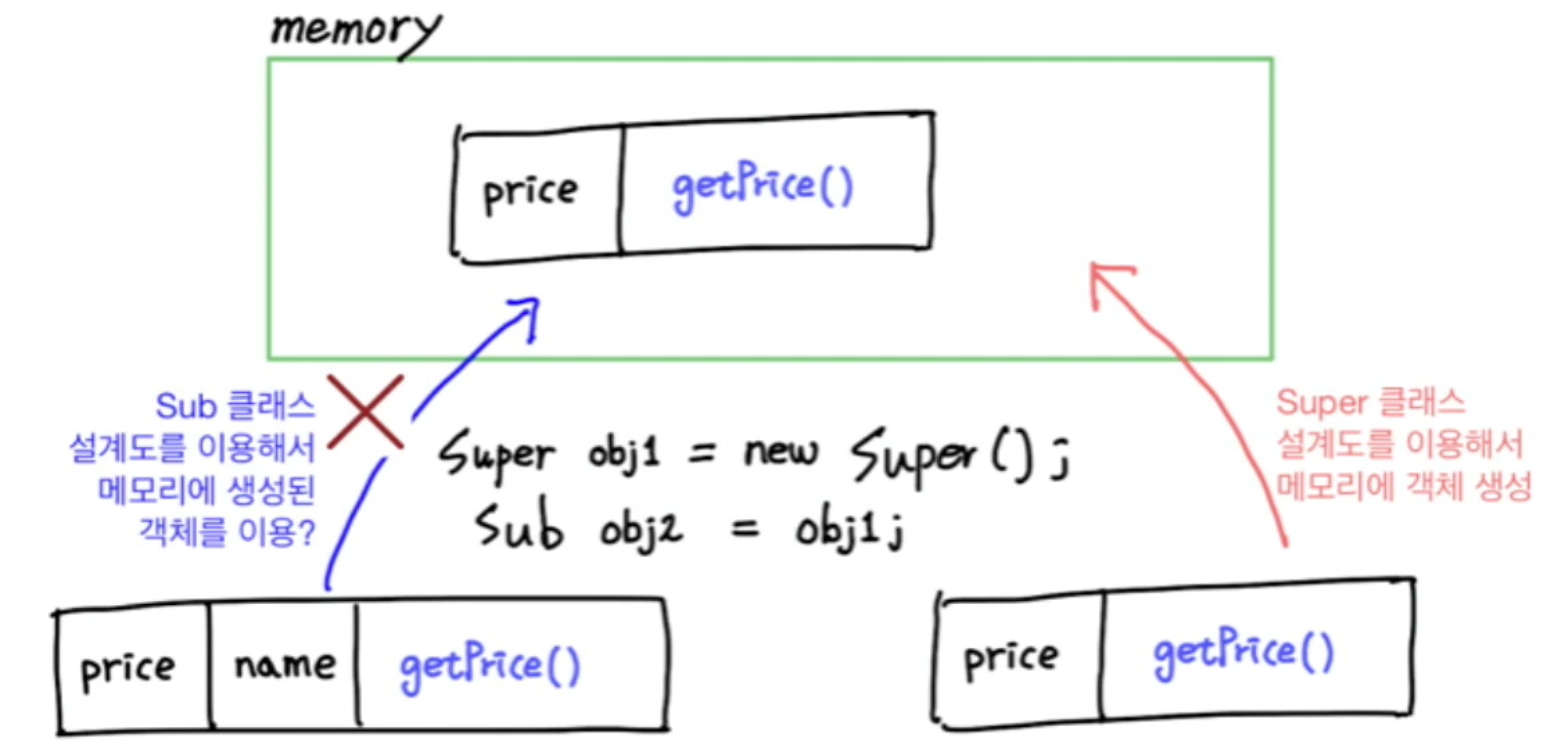 memory
price
getPrice()
Sub 클래스
설계도를 이용해서
메모리에 생성된
객체를 이용?
Super obj1 = new Super();
Sub obj2 = obj1;
Super 클래스
설계도를 이용해서
메모리에 객체 생성
price
name
getPrice()
price
getPrice()